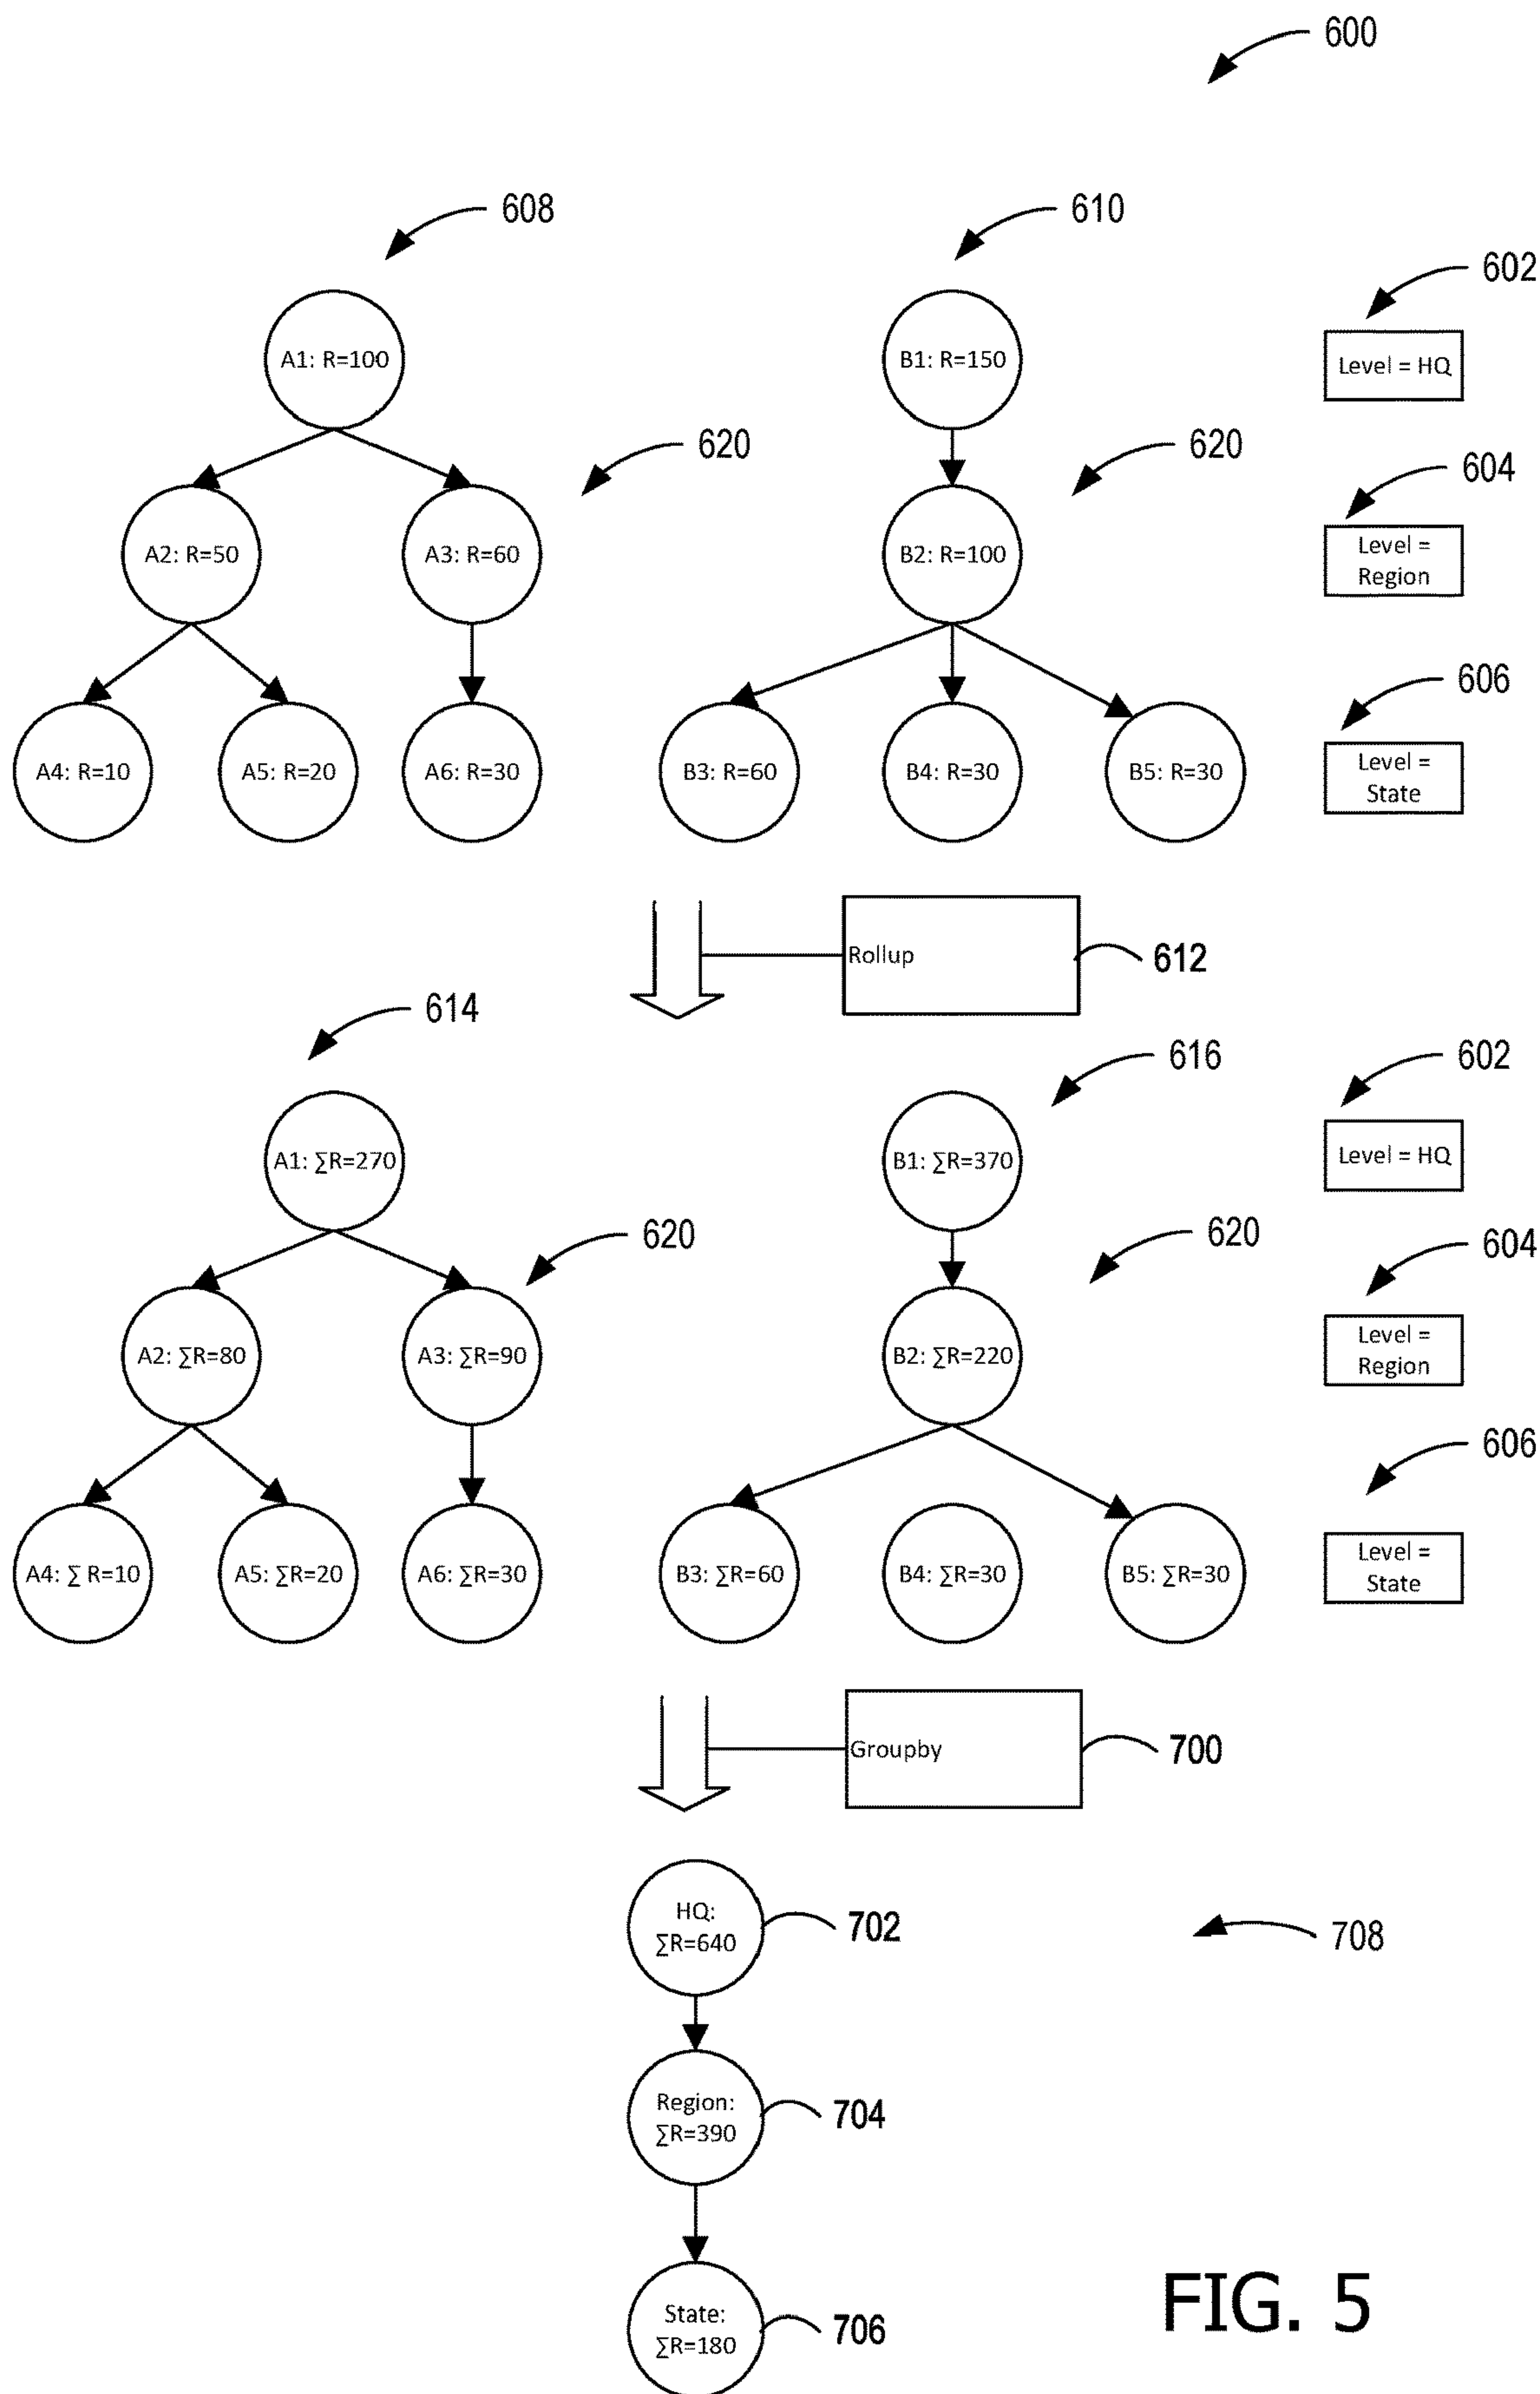 600
608
610
602
A1: R=100
B1: R=150
Level = HQ
620
620
604
A2: R=50
A3: R=60
B2: R=100
Level =
Region
606
A4: R=10
A5: R=20
A6: R=30
B3: R=60
B4: R=30
B5: R=30
Level =
State
Rollup
612
614
616
602
A1: ∑R=270
B1: ∑R=370
Level = HQ
620
620
604
A2: ∑R=80
A3: ∑R=90
B2: ∑R=220
Level =
Region
606
A4: ∑ R=10
A5: ∑R=20
A6: ∑R=30
B3: ∑R=60
B4: ∑R=30
B5: ∑R=30
Level =
State
Groupby
700
HQ:
∑R=640
702
708
Region:
∑R=390
704
State:
∑R=180
706
FIG. 5